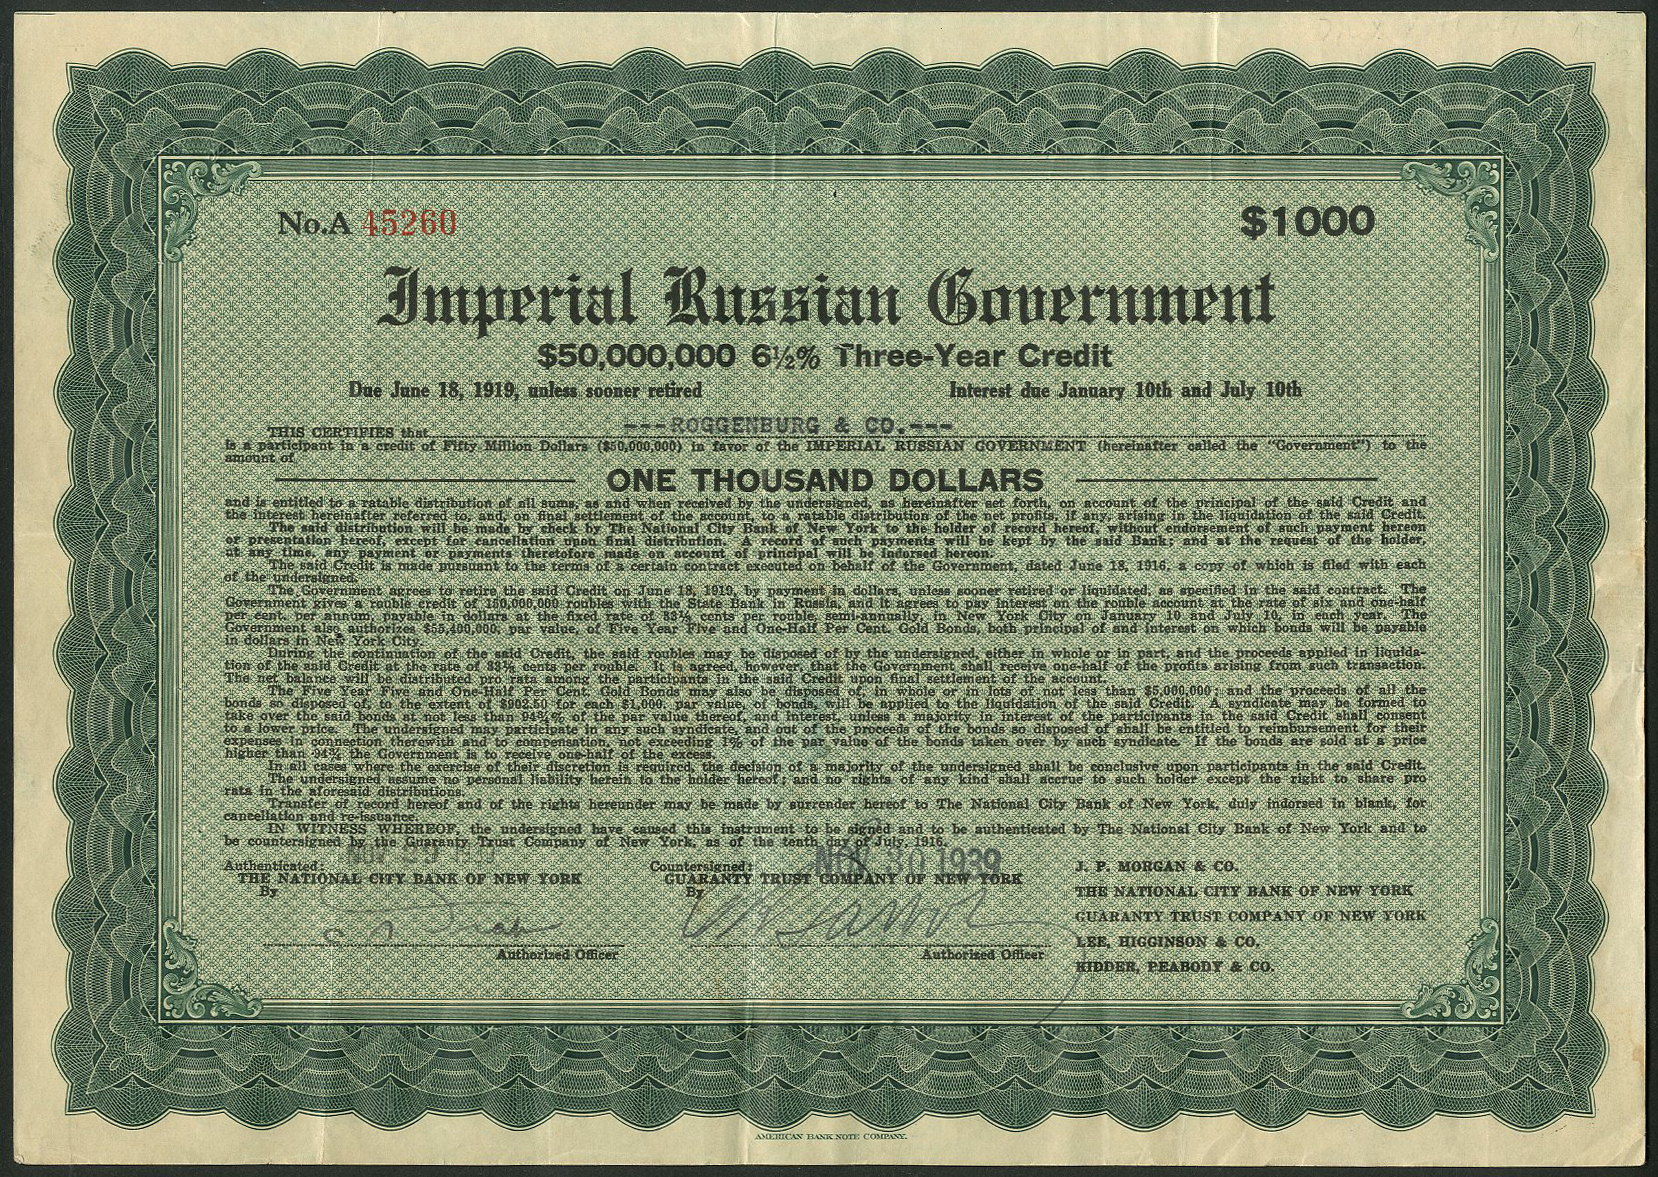 No.A 45260
$1000
Imperial Russian Government
$50,000,000 6½% Three-Year Credit
Due June 18, 1919, unless sooner retired
Interest due January 10th and July 10th
THIS CERTIFIES that ---ROGGENBURG & CO.---
is a participant in a credit of Fifty Million Dollars ($50,000,000) in favor of the IMPERIAL RUSSIAN GOVERNMENT (hereinafter called the "Government") to the
amount of
ONE THOUSAND DOLLARS
and is entitled to a ratable distribution of all sums, as and when received by the undersigned, as hereinafter set forth, on account of the principal of the said Credit and
the interest hereinafter referred to, and, on final settlement of the account, to a ratable distribution of the net profits, if any, arising in the liquidation of the said Credit.
The said distribution will be made by check by The National City Bank of New York to the holder of record hereof, without endorsement of such payment hereon
or presentation hereof, except for cancellation upon final distribution. A record of such payments will be kept by the said Bank; and at the request of the holder,
at any time, any payment or payments theretofore made on account of principal will be indorsed hereon.
The said Credit is made pursuant to the terms of a certain contract executed on behalf of the Government, dated June 18, 1916, a copy of which is filed with each
of the undersigned.
The Government agrees to retire the said Credit on June 18, 1919, by payment in dollars, unless sooner retired or liquidated, as specified in the said contract. The
Government gives a rouble credit of 150,000,000 roubles with the State Bank in Russia, and it agrees to pay interest on the rouble account at the rate of six and one-half
per cent. per annum, payable in dollars at the fixed rate of 33⅓ cents per rouble, semi-annually, in New York City on January 10 and July 10, in each year. The
Government also authorizes $55,400,000, par value, of Five Year Five and One-Half Per Cent. Gold Bonds, both principal of and interest on which bonds will be payable
in dollars in New York City.
During the continuation of the said Credit, the said roubles may be disposed of by the undersigned, either in whole or in part, and the proceeds applied in liquida-
tion of the said Credit at the rate of 33⅓ cents per rouble. It is agreed, however, that the Government shall receive one-half of the profits arising from such transaction.
The net balance will be distributed pro rata among the participants in the said Credit upon final settlement of the account.
The Five Year Five and One-Half Per Cent. Gold Bonds may also be disposed of, in whole or in lots of not less than $5,000,000; and the proceeds of all the
bonds so disposed of, to the extent of $902.50 for each $1,000, par value, of bonds, will be applied to the liquidation of the said Credit. A syndicate may be formed to
take over the said bonds at not less than 94¾% of the par value thereof, and interest, unless a majority in interest of the participants in the said Credit shall consent
to a lower price. The undersigned may participate in any such syndicate, and out of the proceeds of the bonds so disposed of shall be entitled to reimbursement for their
expenses in connection therewith and to compensation, not exceeding 1% of the par value of the bonds taken over by such syndicate. If the bonds are sold at a price
higher than 94¾% the Government is to receive one-half of the excess.
In all cases where the exercise of their discretion is required, the decision of a majority of the undersigned shall be conclusive upon participants in the said Credit.
The undersigned assume no personal liability herein to the holder hereof; and no rights of any kind shall accrue to such holder except the right to share pro
rata in the aforesaid distributions.
Transfer of record hereof and of the rights hereunder may be made by surrender hereof to The National City Bank of New York, duly indorsed in blank, for
cancellation and re-issuance.
IN WITNESS WHEREOF, the undersigned have caused this instrument to be signed and to be authenticated by The National City Bank of New York and to
be countersigned by the Guaranty Trust Company of New York, as of the tenth day of July, 1916.
Authenticated: NOV 29
THE NATIONAL CITY BANK OF NEW YORK
By
Authorized Officer
Countersigned: NOV 30 1939
GUARANTY TRUST COMPANY OF NEW YORK
By
Authorized Officer
J. P. MORGAN & CO.
THE NATIONAL CITY BANK OF NEW YORK
GUARANTY TRUST COMPANY OF NEW YORK
LEE, HIGGINSON & CO.
KIDDER, PEABODY & CO.
AMERICAN BANK NOTE COMPANY.